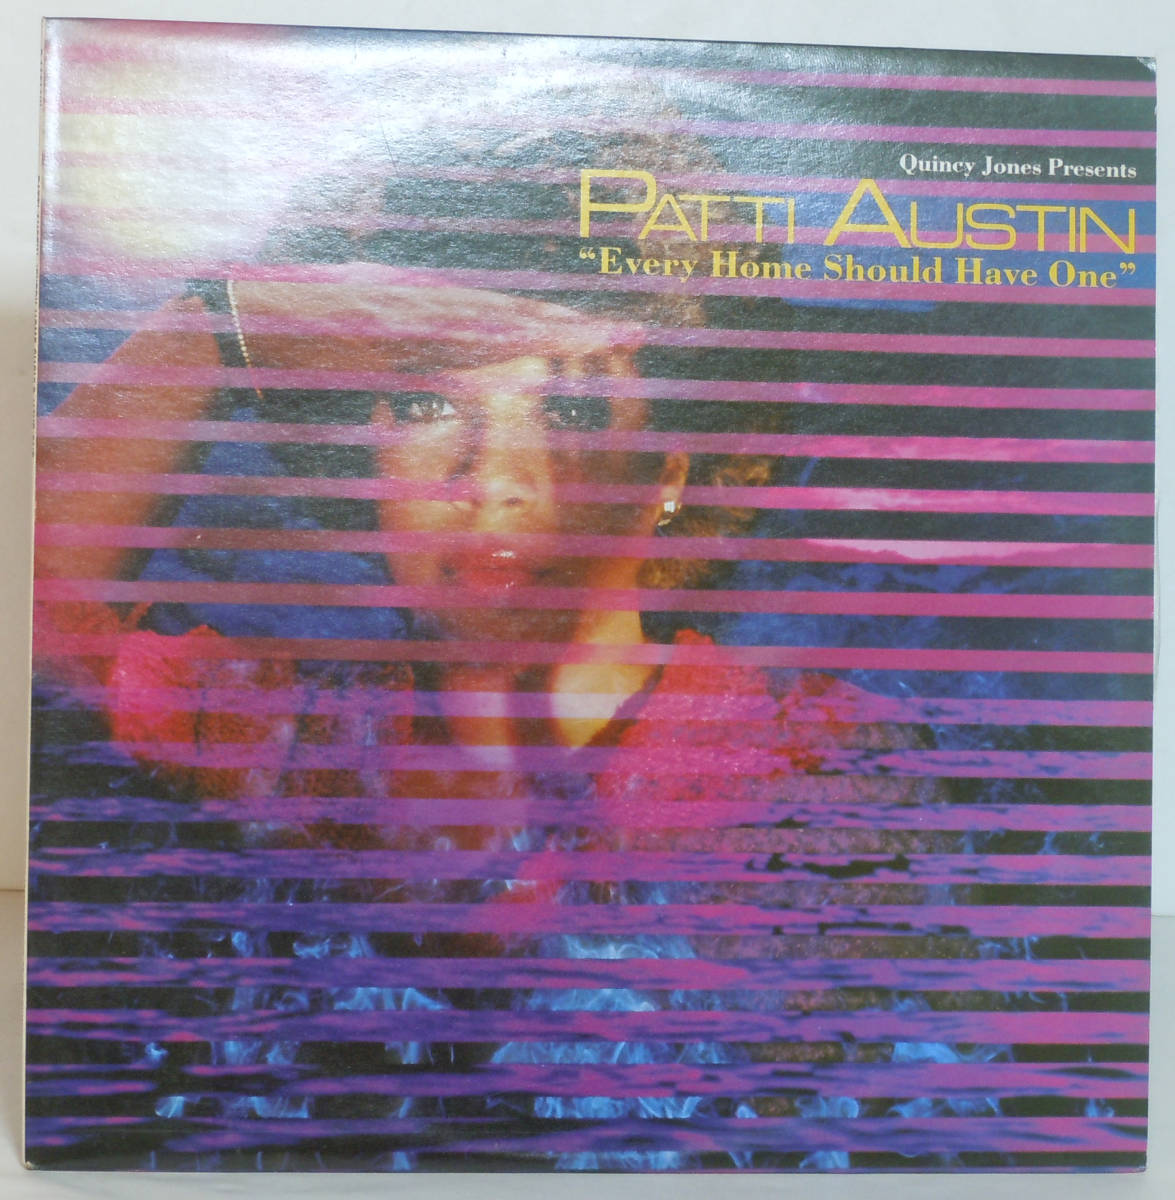 Quincy Jones Presents
PATTI AUSTIN
“Every Home Should Have One”